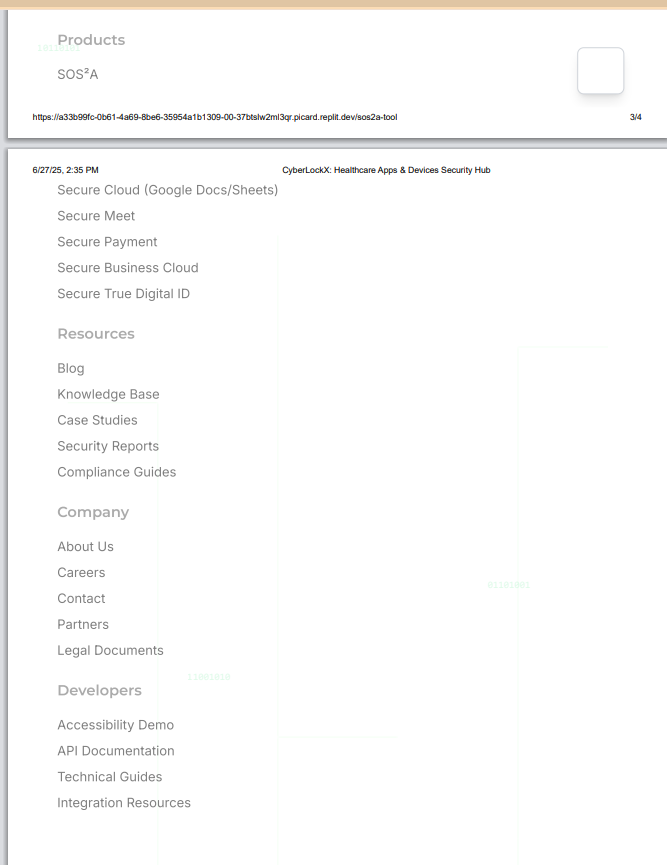 Products
10110101
SOS²A
https://a33b99fc-0b61-4a69-8be6-35954a1b1309-00-37btslw2ml3qr.picard.replit.dev/sos2a-tool 3/4
6/27/25, 2:35 PM CyberLockX: Healthcare Apps & Devices Security Hub
Secure Cloud (Google Docs/Sheets)
Secure Meet
Secure Payment
Secure Business Cloud
Secure True Digital ID
Resources
Blog
Knowledge Base
Case Studies
Security Reports
Compliance Guides
Company
About Us
Careers
Contact
Partners
Legal Documents
Developers
Accessibility Demo
API Documentation
Technical Guides
Integration Resources
01101001
11001010